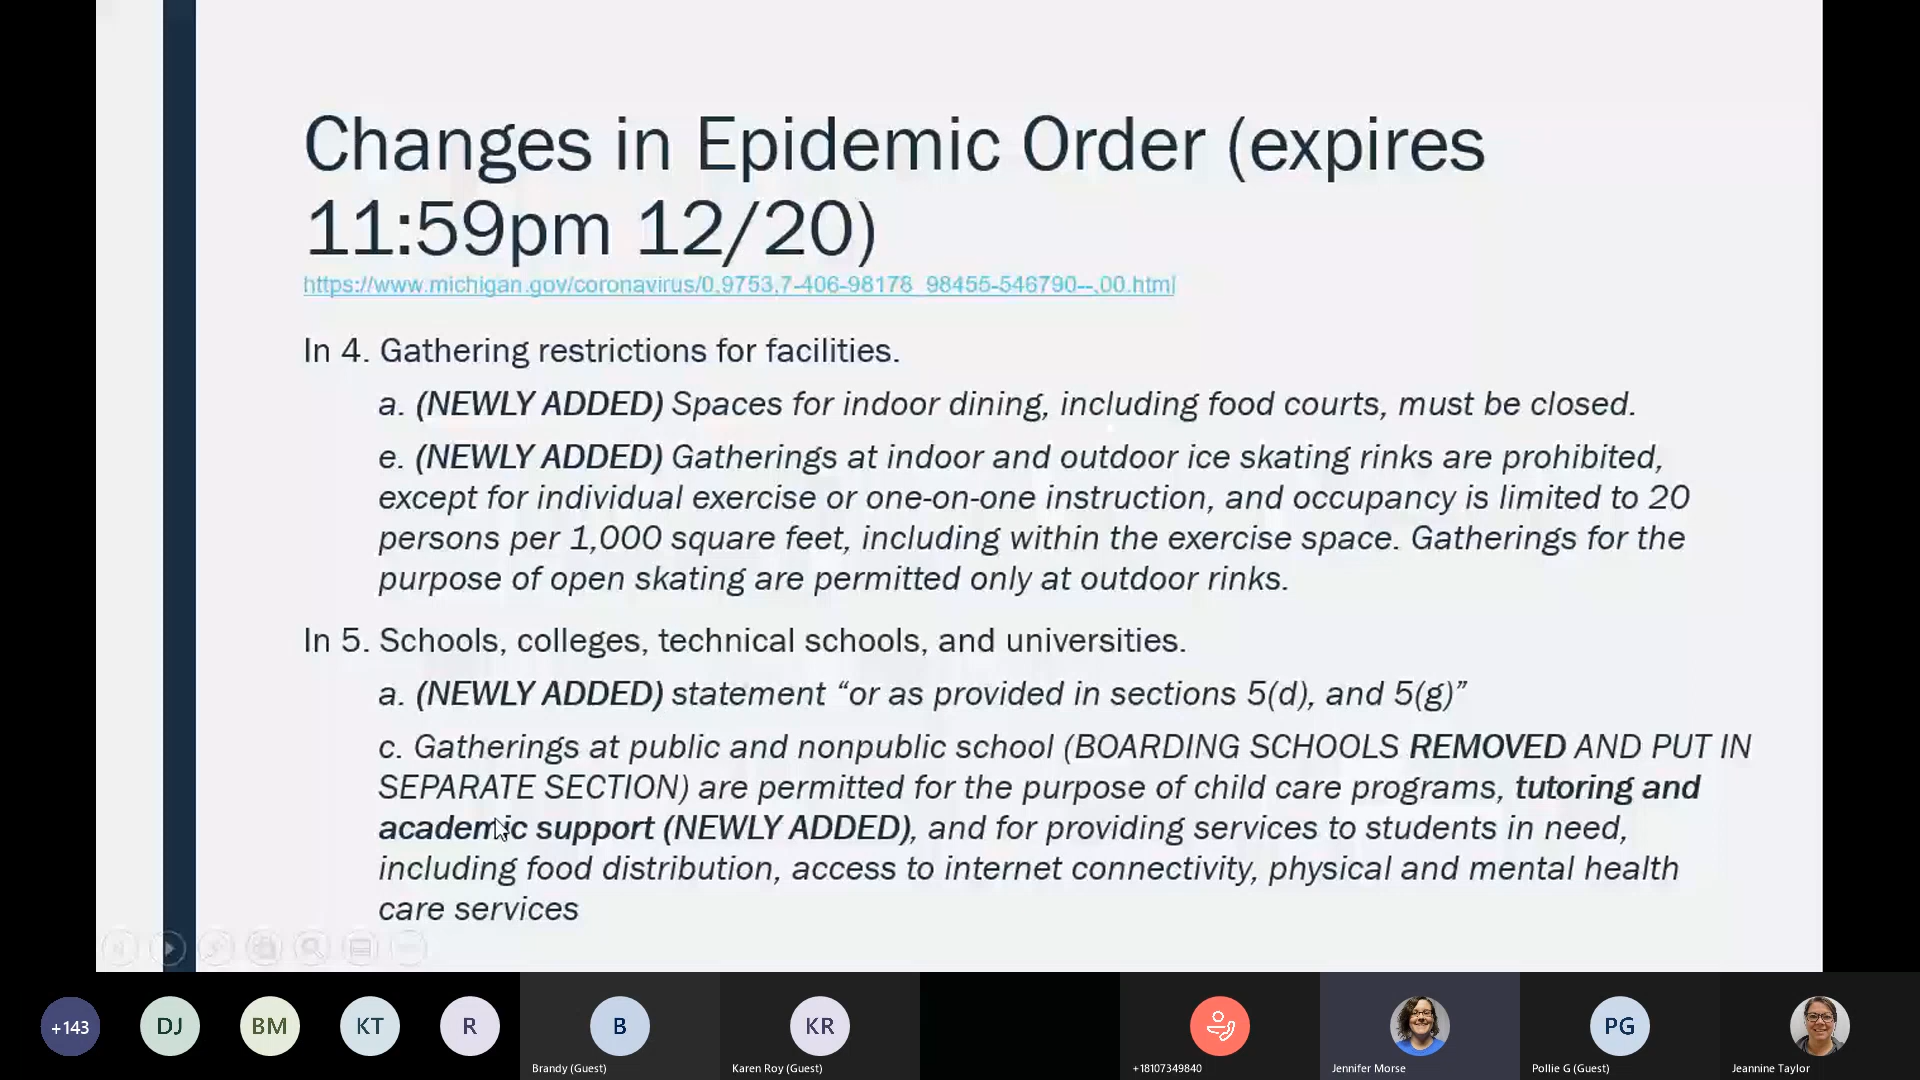 Changes in Epidemic Order (expires
11:59pm 12/20)
https://www.michigan.gov/coronavirus/0,9753,7-406-98178_98455-546790--,00.html
In 4. Gathering restrictions for facilities.
a. (NEWLY ADDED) Spaces for indoor dining, including food courts, must be closed.
e. (NEWLY ADDED) Gatherings at indoor and outdoor ice skating rinks are prohibited,
except for individual exercise or one-on-one instruction, and occupancy is limited to 20
persons per 1,000 square feet, including within the exercise space. Gatherings for the
purpose of open skating are permitted only at outdoor rinks.
In 5. Schools, colleges, technical schools, and universities.
a. (NEWLY ADDED) statement “or as provided in sections 5(d), and 5(g)”
c. Gatherings at public and nonpublic school (BOARDING SCHOOLS REMOVED AND PUT IN
SEPARATE SECTION) are permitted for the purpose of child care programs, tutoring and
academic support (NEWLY ADDED), and for providing services to students in need,
including food distribution, access to internet connectivity, physical and mental health
care services
+143
DJ
BM
KT
R
B
KR
PG
Brandy (Guest)
Karen Roy (Guest)
+18107349840
Jennifer Morse
Pollie G (Guest)
Jeannine Taylor